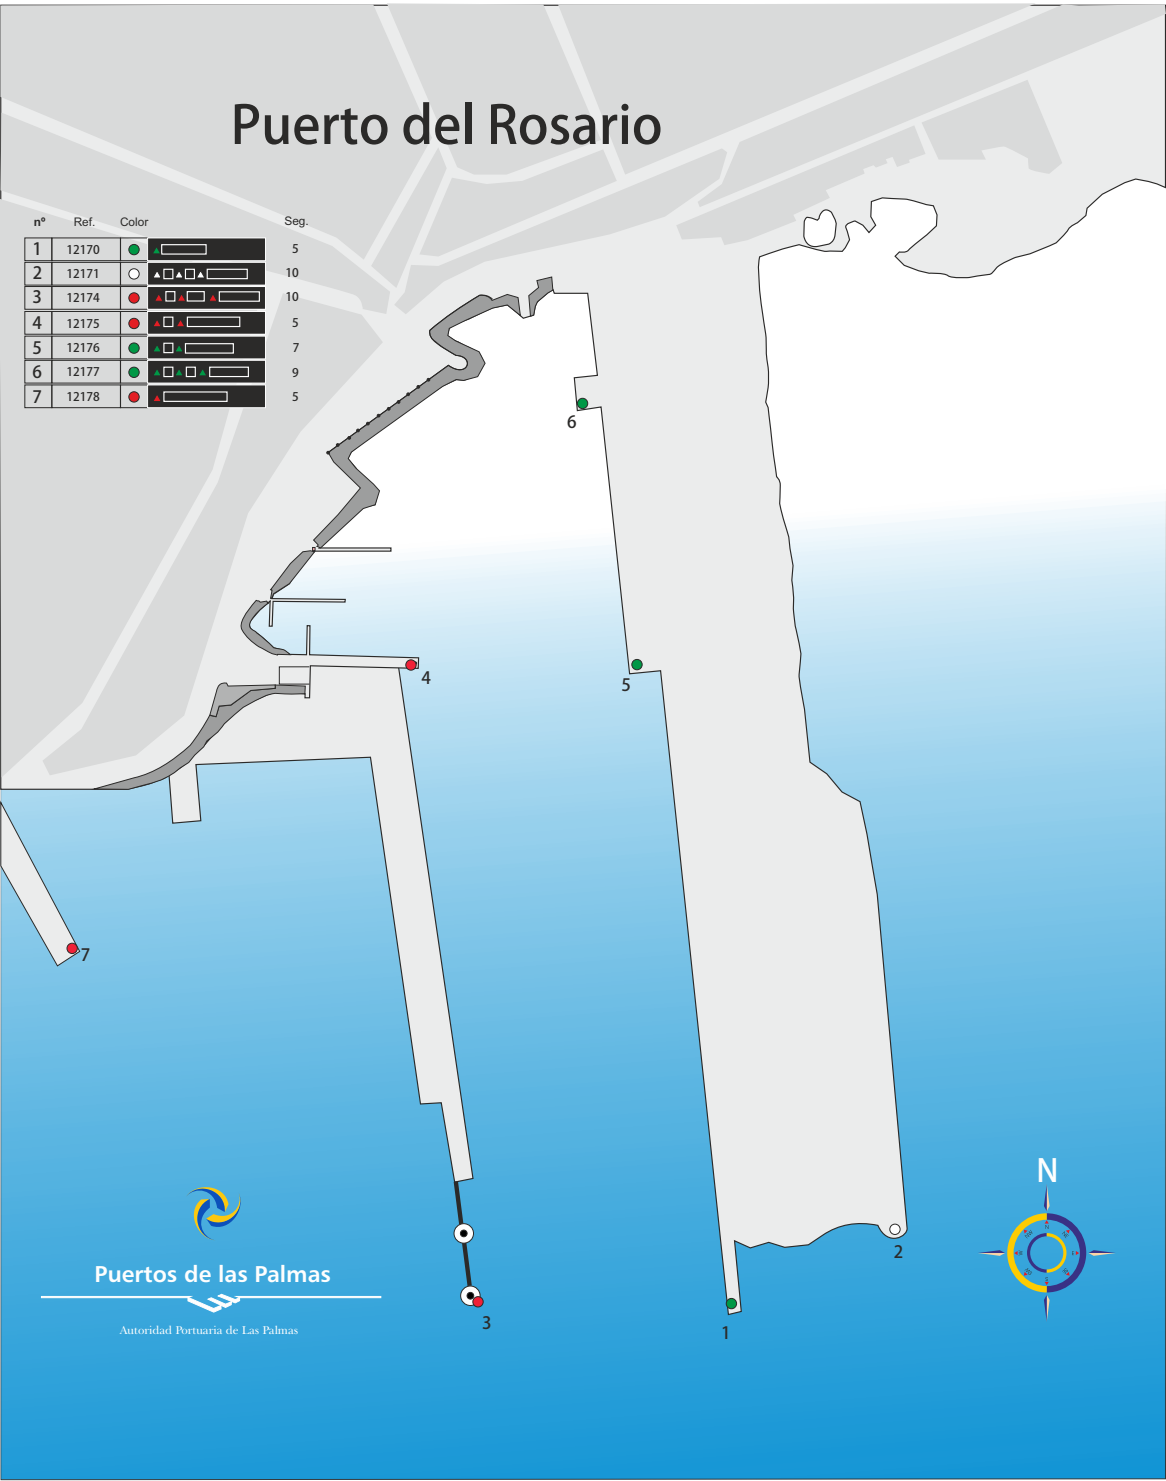 Puerto del Rosario
nº Ref. Color Seg.
1 12170 5
2 12171 10
3 12174 10
4 12175 5
5 12176 7
6 12177 9
7 12178 5
6
4
5
7
N
2
3
1
Puertos de las Palmas
Autoridad Portuaria de Las Palmas